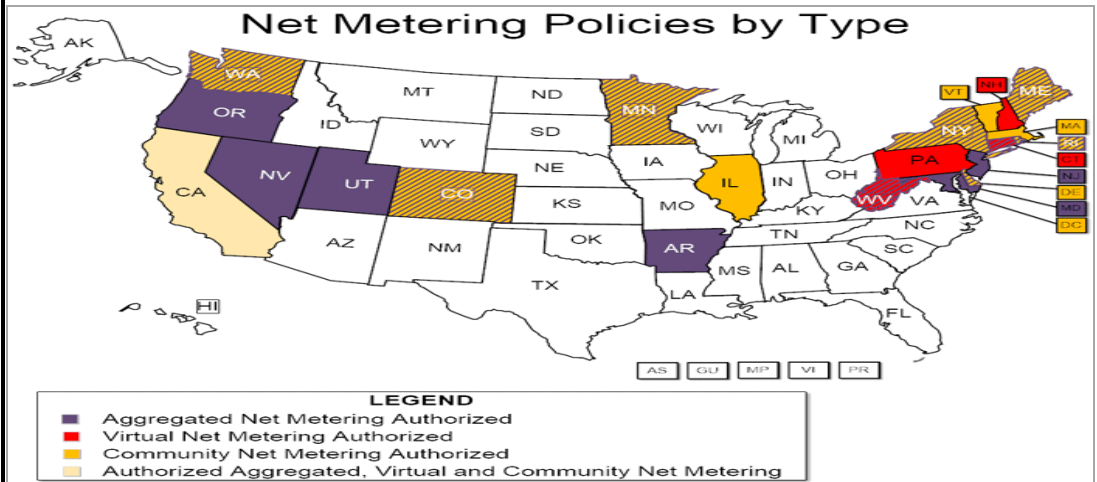 Net Metering Policies by Type
AK
WA
OR
CA
NV
ID
UT
AZ
MT
WY
CO
NM
ND
SD
NE
KS
OK
TX
MN
IA
MO
AR
LA
WI
IL
MI
IN
OH
KY
TN
MS
AL
GA
FL
SC
NC
VA
WV
PA
NY
VT
NH
ME
MA
RI
CT
NJ
DE
MD
DC
HI
AS
GU
MP
VI
PR
LEGEND
Aggregated Net Metering Authorized
Virtual Net Metering Authorized
Community Net Metering Authorized
Authorized Aggregated, Virtual and Community Net Metering